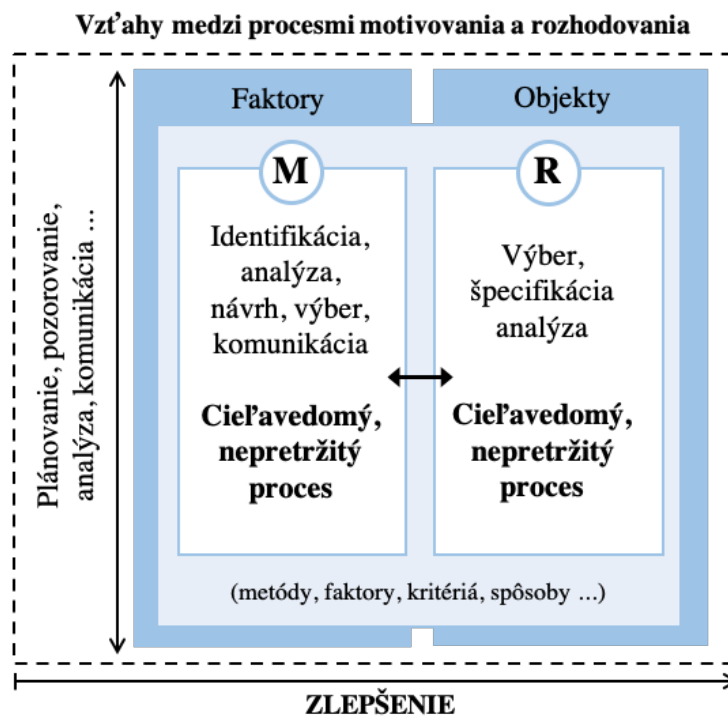 Vzťahy medzi procesmi motivovania a rozhodovania
Faktory
Objekty
Plánovanie, pozorovanie,
analýza, komunikácia ...
M
Identifikácia,
analýza,
návrh, výber,
komunikácia
Cieľavedomý,
nepretržitý
proces
R
Výber,
špecifikácia
analýza
Cieľavedomý,
nepretržitý
proces
(metódy, faktory, kritériá, spôsoby ...)
ZLEPŠENIE